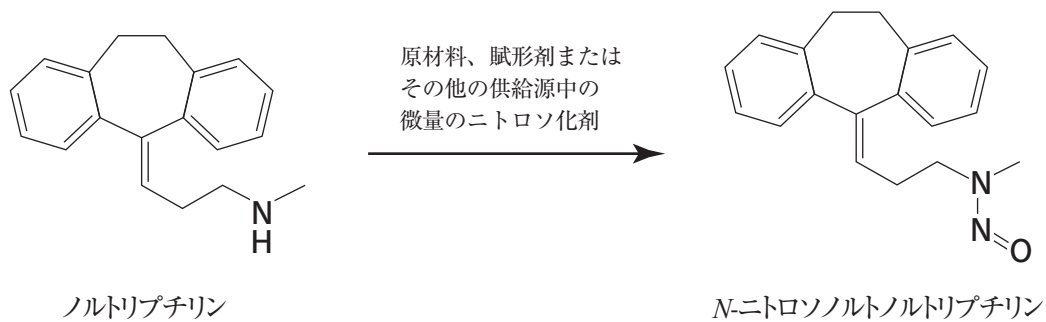 原材料、賦形剤または
その他の供給源中の
微量のニトロソ化剤
N
H
N
N
O
ノルトリプチリン
N-ニトロソノルトノルトリプチリン